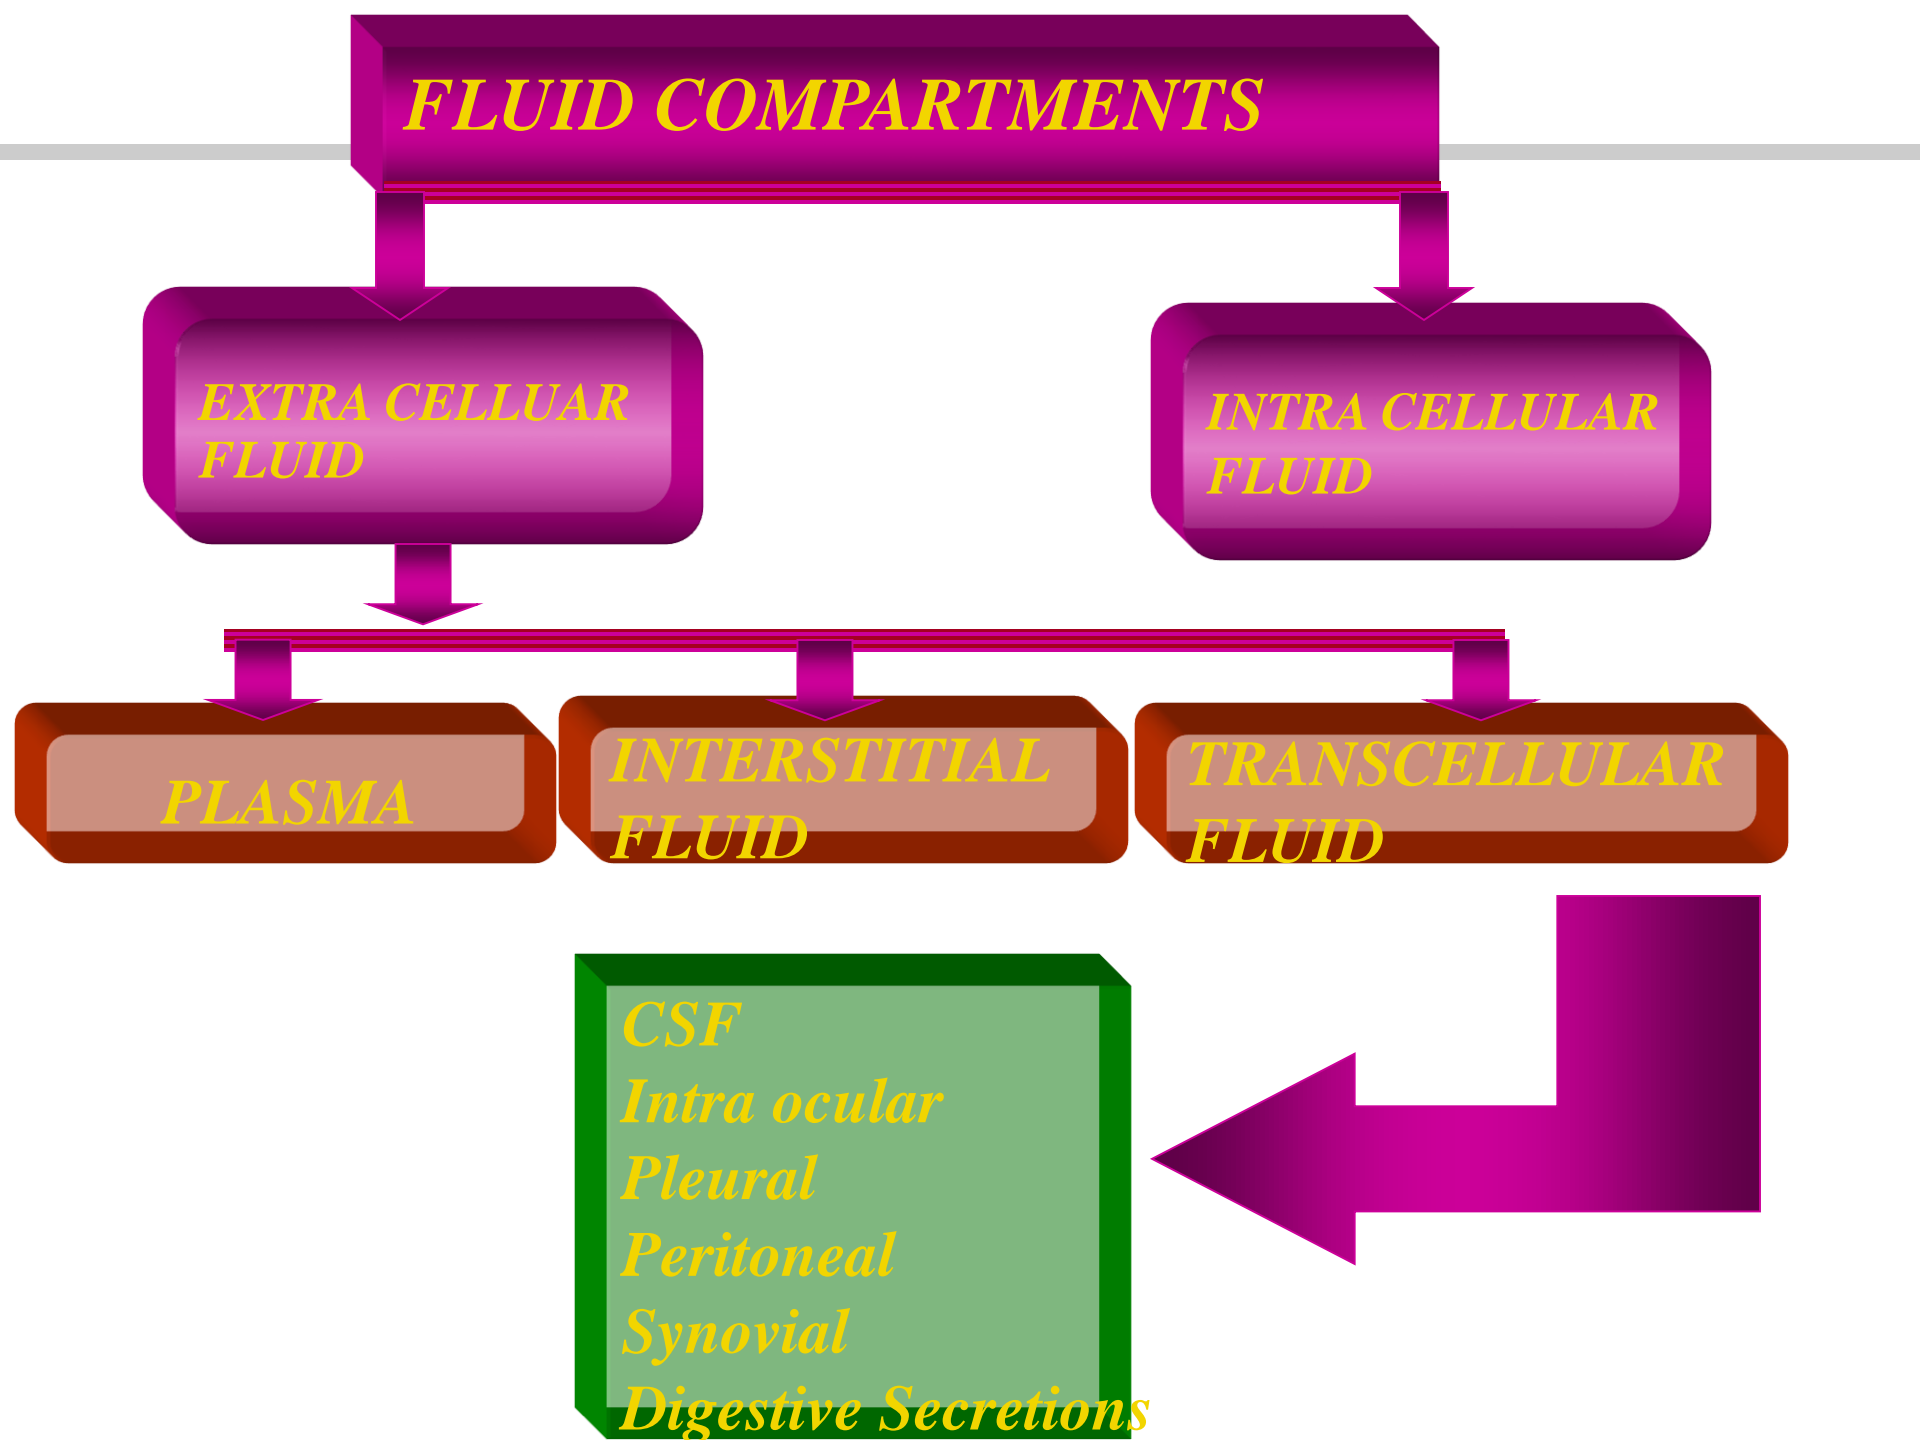 FLUID COMPARTMENTS
EXTRA CELLUAR
FLUID
INTRA CELLULAR
FLUID
PLASMA
INTERSTITIAL
FLUID
TRANSCELLULAR
FLUID
CSF
Intra ocular
Pleural
Peritoneal
Synovial
Digestive Secretions